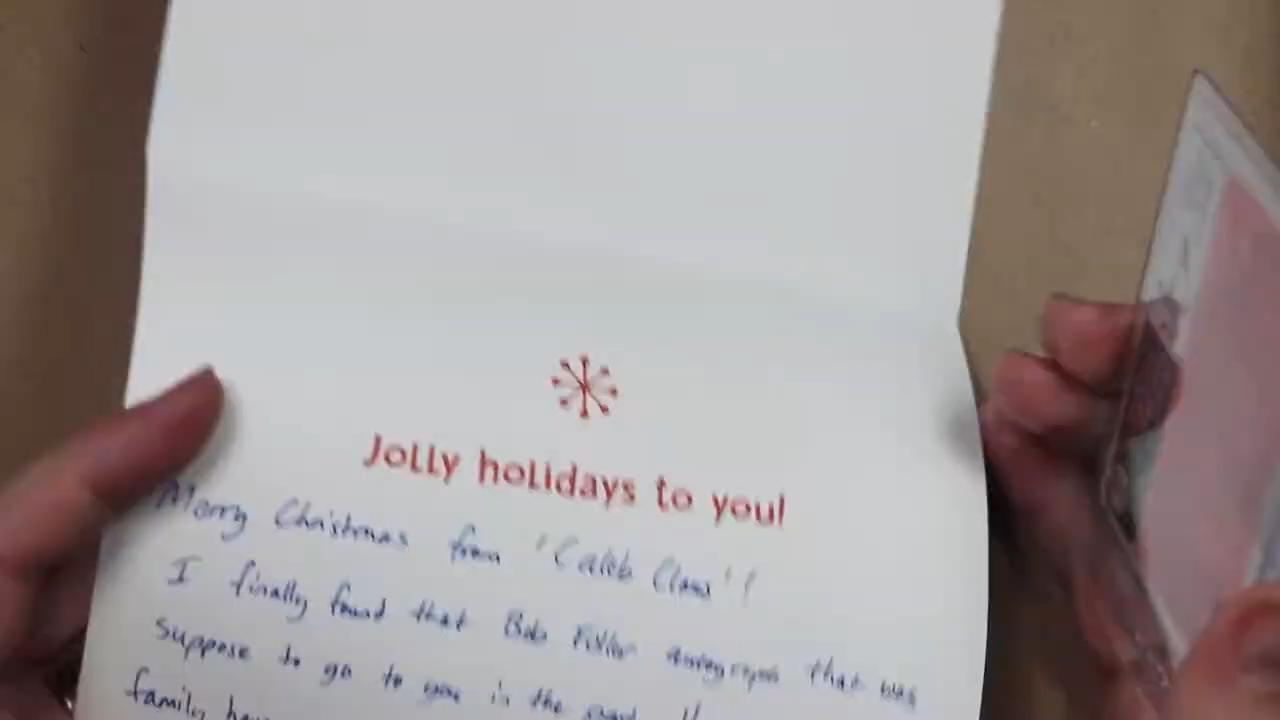 Jolly holidays to you!
Merry Christmas from 'Caleb Claus'!
I finally found that Bob Feller autograph that was
suppose to go to you in the
family